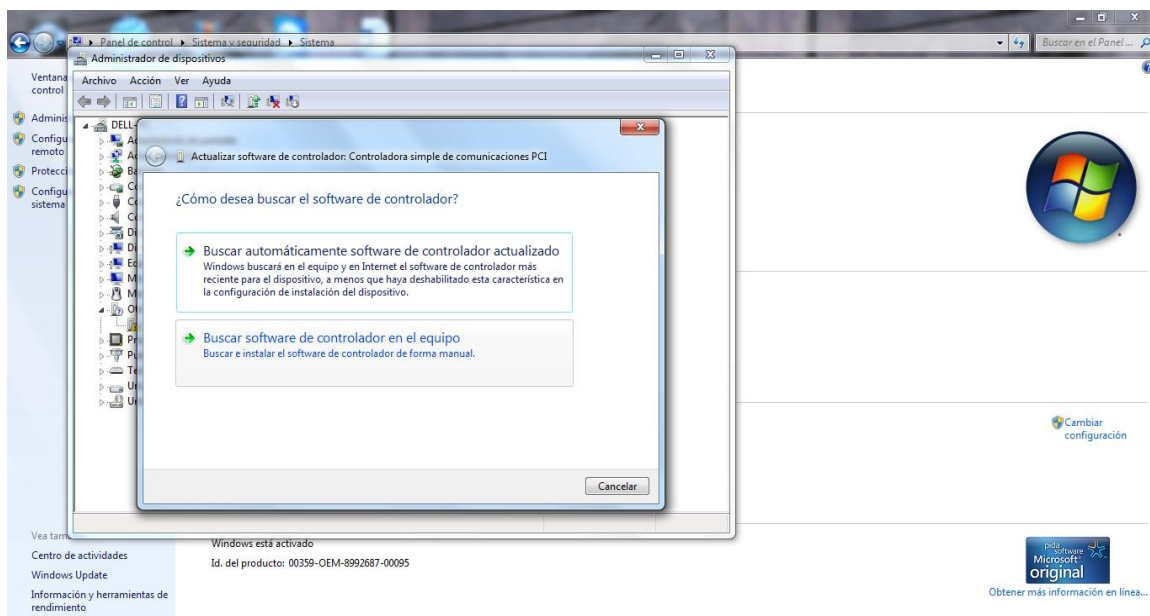 Panel de control ▸ Sistema y seguridad ▸ Sistema
Buscar en el Panel ...
Administrador de dispositivos
Archivo Acción Ver Ayuda
Ventana
control
remoto
sistema
DELL-
Actualizar software de controlador: Controladora simple de comunicaciones PCI
¿Cómo desea buscar el software de controlador?
Buscar automáticamente software de controlador actualizado
Windows buscará en el equipo y en Internet el software de controlador más
reciente para el dispositivo, a menos que haya deshabilitado esta característica en
la configuración de instalación del dispositivo.
Buscar software de controlador en el equipo
Buscar e instalar el software de controlador de forma manual.
Cancelar
Cambiar
configuración
Vea
Centro de actividades
Windows Update
Información y herramientas de
rendimiento
Windows está activado
Id. del producto: 00359-OEM-8992687-00095
pida
software
Microsoft
original
Obtener más información en línea...